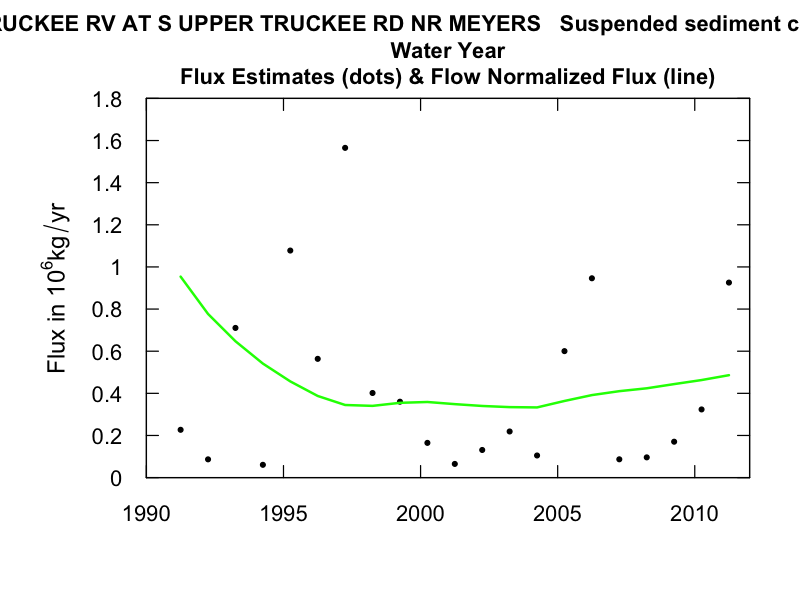 RV AT S UPPER TRUCKEE RD NR MEYERS Suspended sediment
Water Year
Flux Estimates (dots) & Flow Normalized Flux (line)
1.8
1.6
1.4
1.2
1
0.8
0.6
0.4
0.2
0
Flux in 10⁶kg/yr
1990 1995 2000 2005 2010